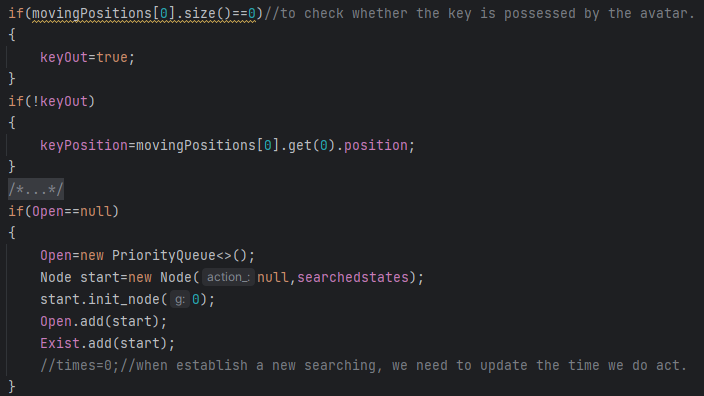 if(movingPositions[0].size()==0)//to check whether the key is possessed by the avatar.
{
    keyOut=true;
}
if(!keyOut)
{
    keyPosition=movingPositions[0].get(0).position;
}
/*...*/
if(Open==null)
{
    Open=new PriorityQueue<>();
    Node start=new Node( action_: null,searchedstates);
    start.init_node( g: 0);
    Open.add(start);
    Exist.add(start);
    //times=0;//when establish a new searching, we need to update the time we do act.
}